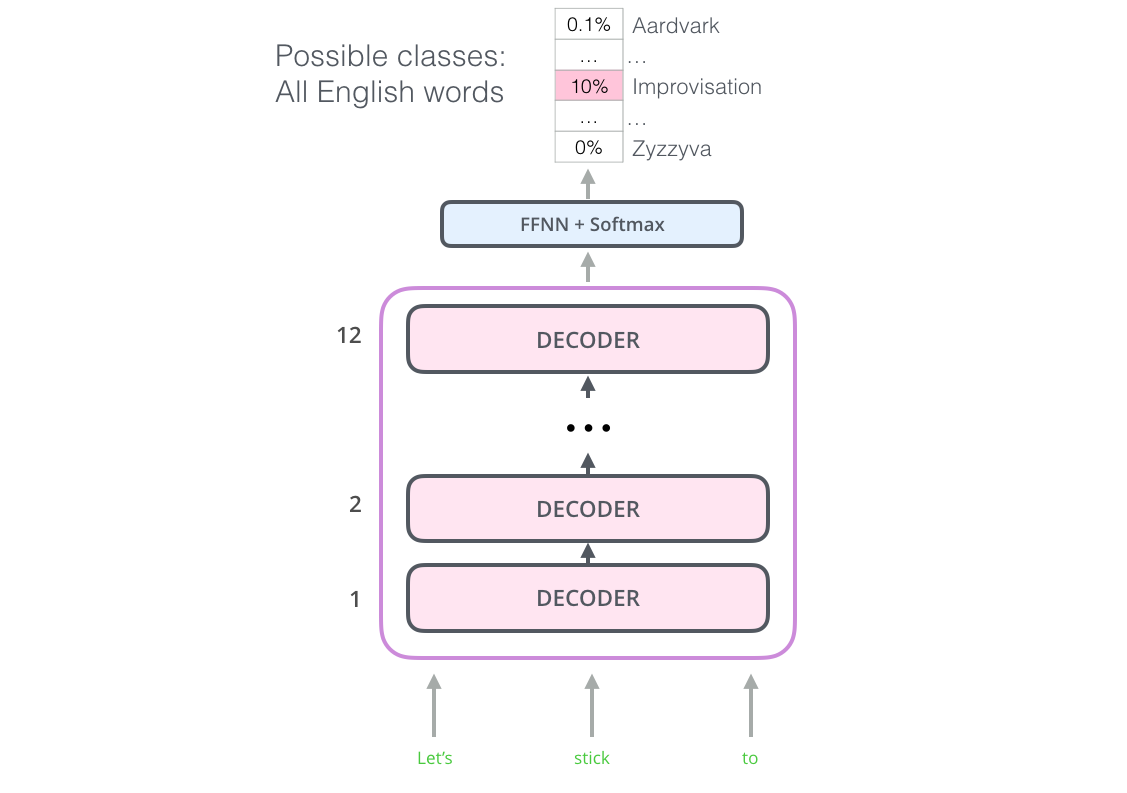 Possible classes:
All English words
0.1% Aardvark
... ...
10% Improvisation
... ...
0% Zyzzyva
FFNN + Softmax
12 DECODER
...
2 DECODER
1 DECODER
Let's stick to